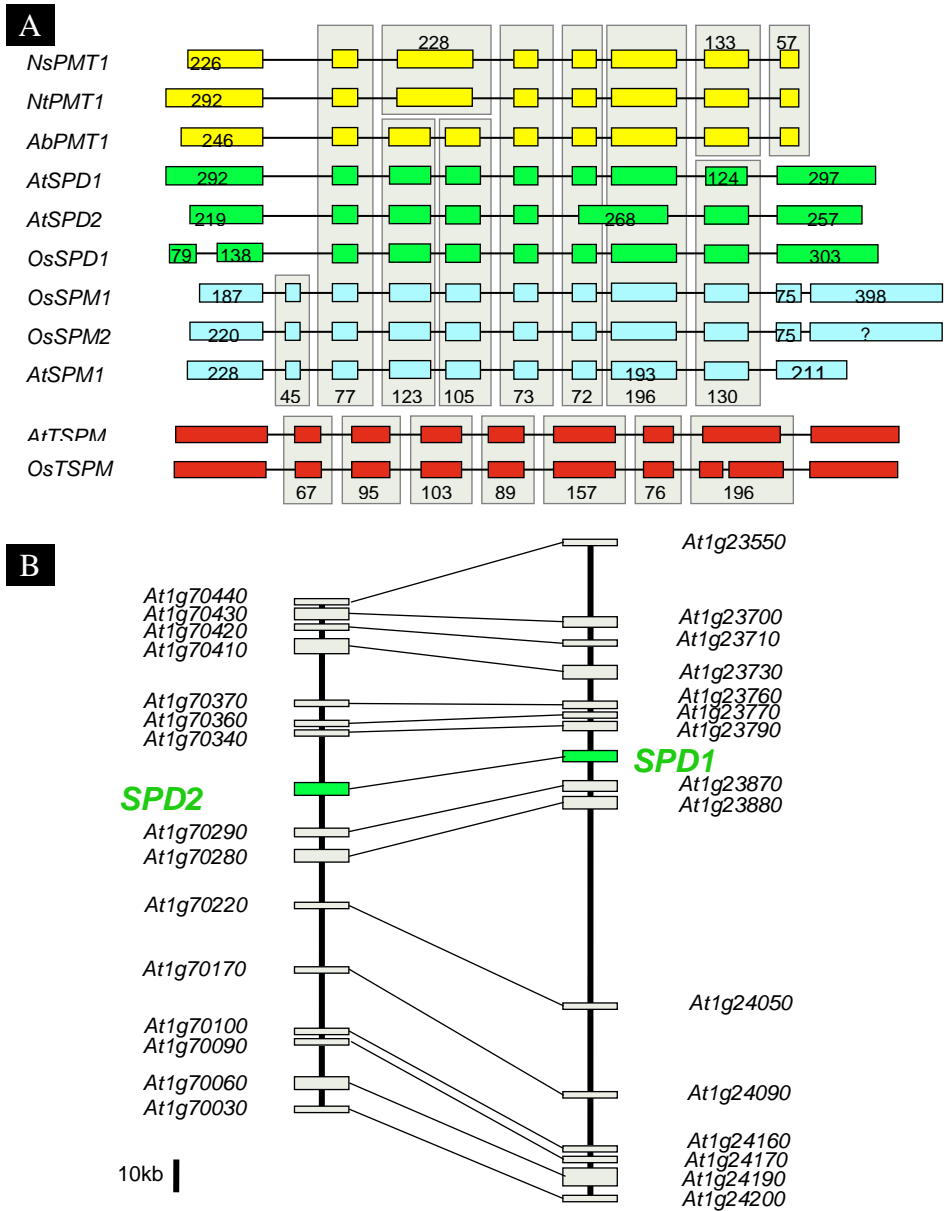 A
228 133 57
NsPMT1 226
NtPMT1 292
AbPMT1 246
AtSPD1 292 124 297
AtSPD2 219 268 257
OsSPD1 79 138 303
OsSPM1 187 75 398
OsSPM2 220 75 ?
AtSPM1 228 193 211
45 77 123 105 73 72 196 130
AtTSPM
OsTSPM
67 95 103 89 157 76 196
B
At1g23550
At1g70440
At1g70430 At1g23700
At1g70420 At1g23710
At1g70410 At1g23730
At1g70370 At1g23760
At1g70360 At1g23770
At1g70340 At1g23790
SPD2 SPD1
At1g70290 At1g23870
At1g70280 At1g23880
At1g70220 At1g24050
At1g70170 At1g24090
At1g70100 At1g24160
At1g70090 At1g24170
At1g70060 At1g24190
At1g70030 At1g24200
10kb